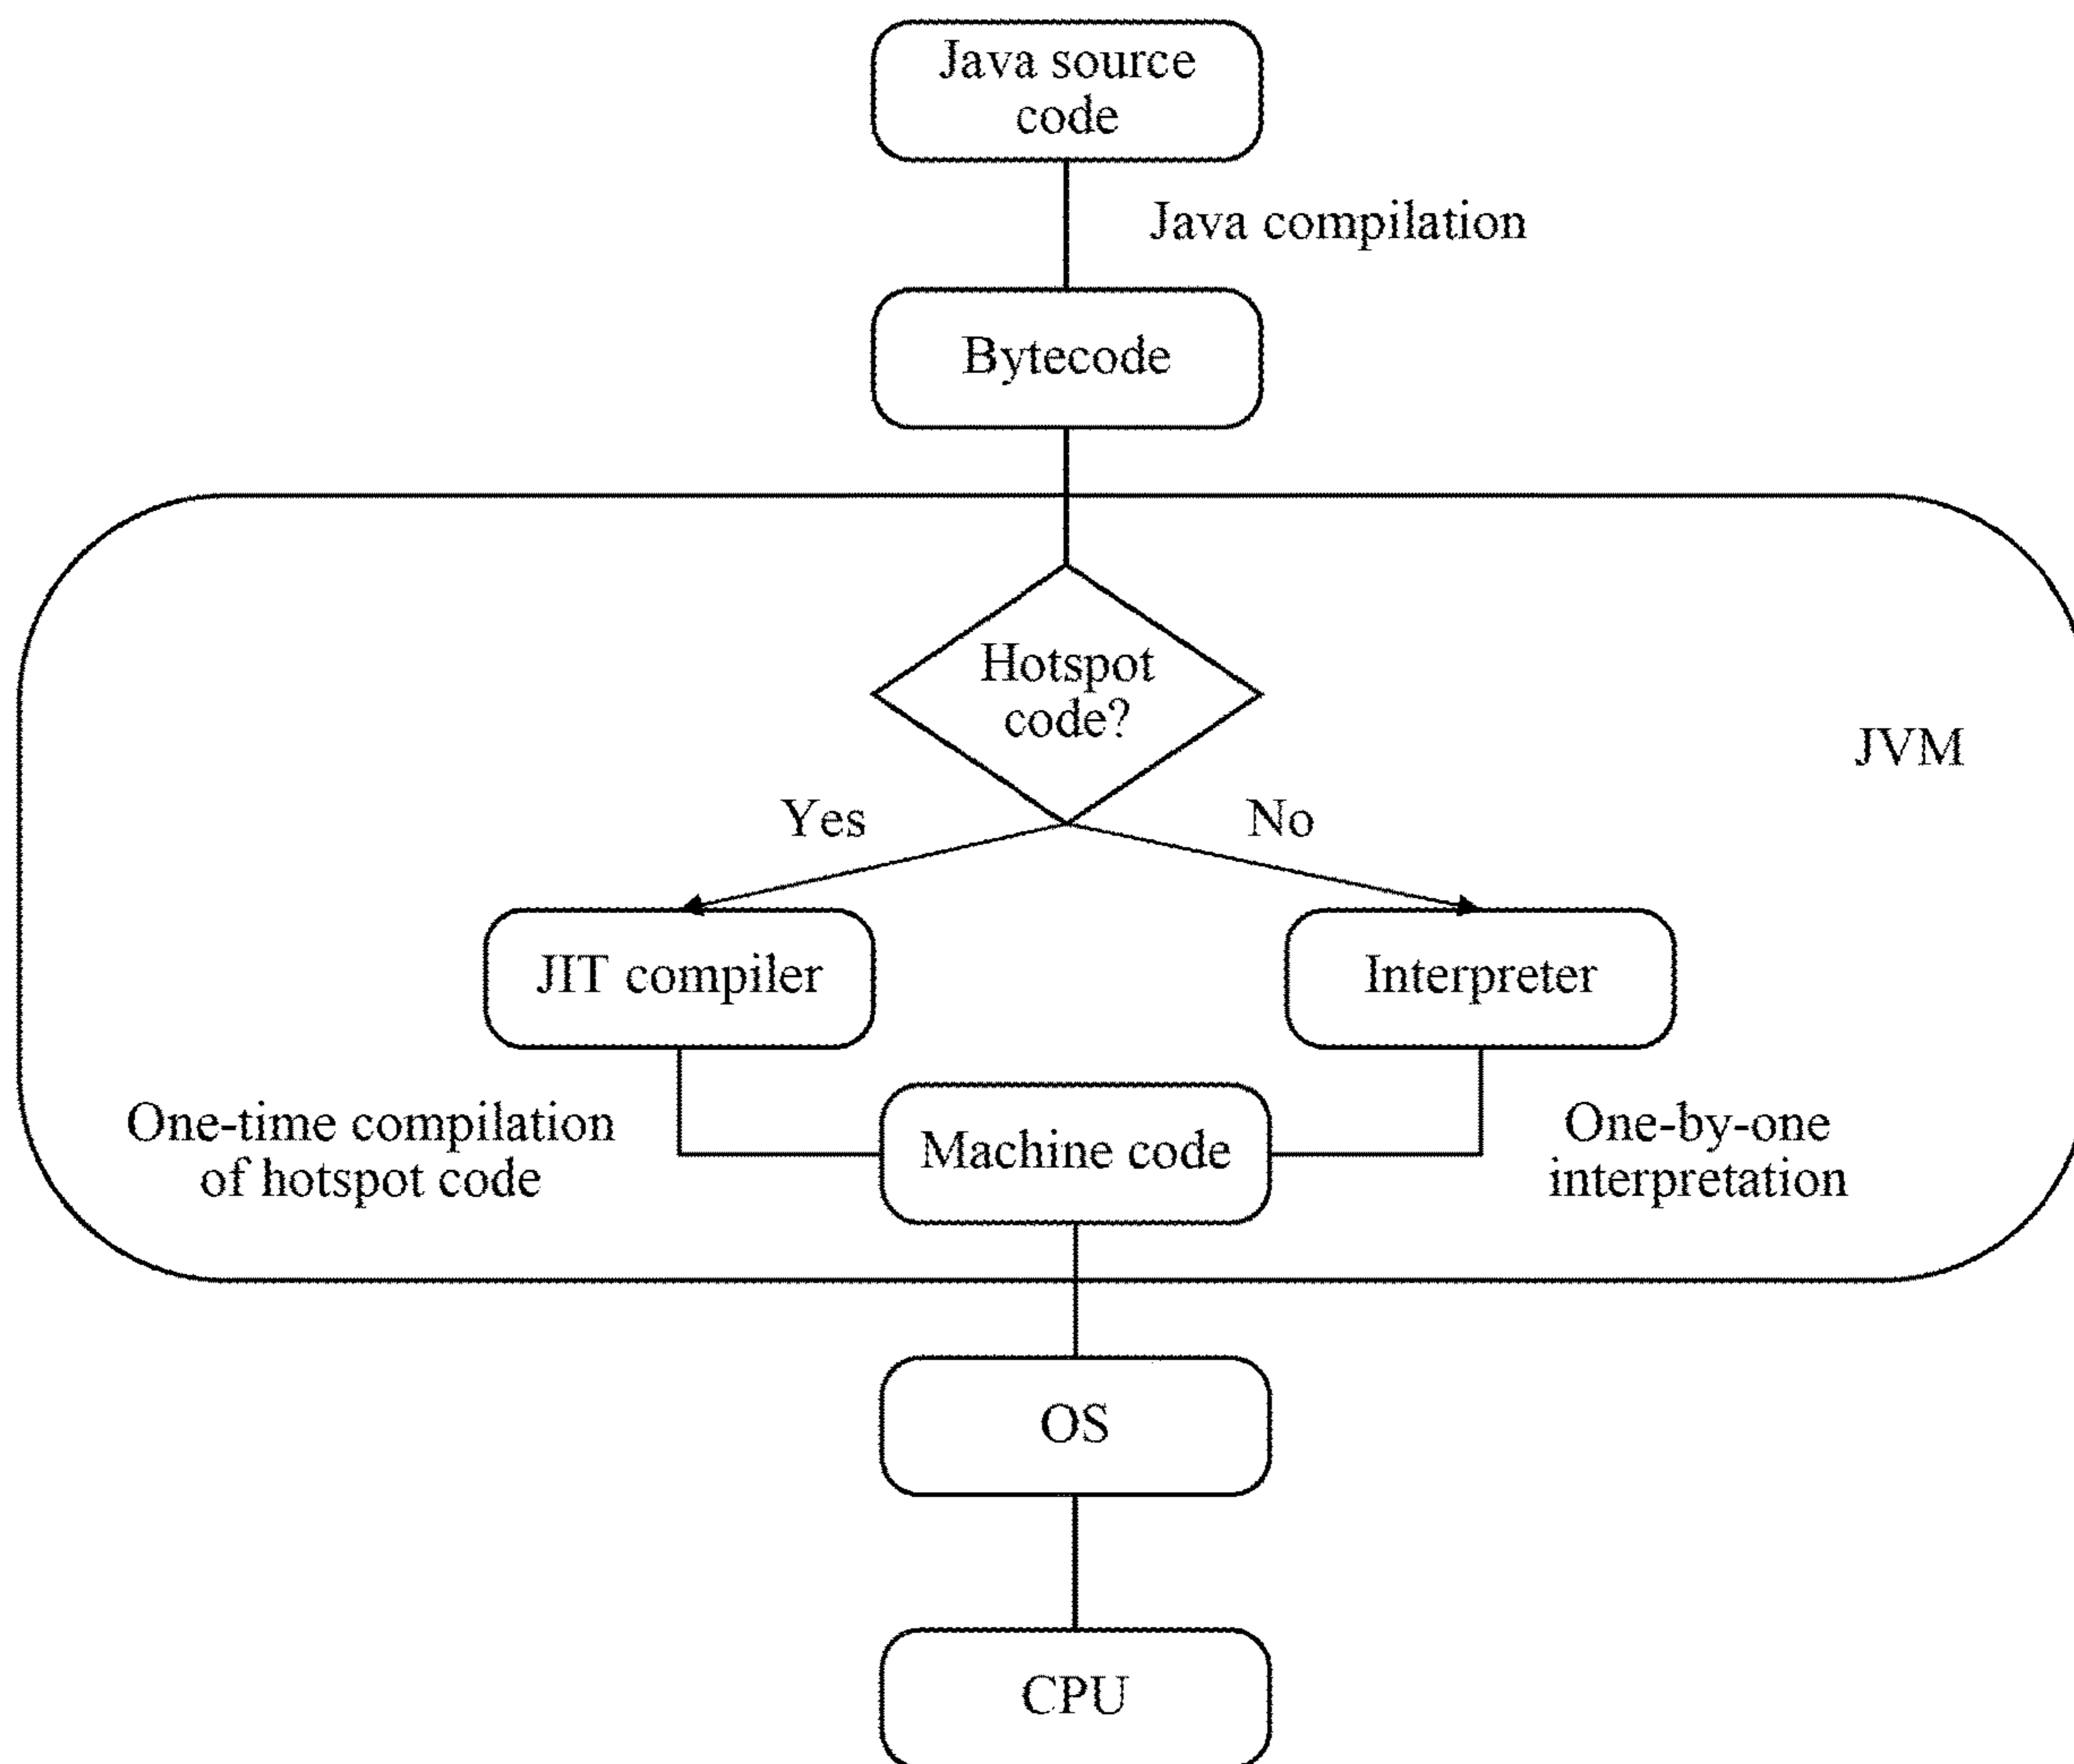 Java source
code
Java compilation
Bytecode
Hotspot
code?
JVM
Yes
No
JIT compiler
Interpreter
One-time compilation
of hotspot code
Machine code
One-by-one
interpretation
OS
CPU